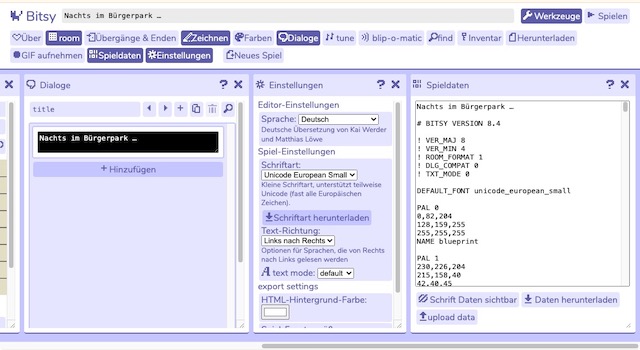 Bitsy
Nachts im Bürgerpark …
Werkzeuge
Spielen
Über
room
Übergänge & Enden
Zeichnen
Farben
Dialoge
tune
blip-o-matic
find
Inventar
Herunterladen
GIF aufnehmen
Spieldaten
Einstellungen
Neues Spiel
Dialoge
title
Nachts im Bürgerpark …
+ Hinzufügen
Einstellungen
Editor-Einstellungen
Sprache: Deutsch
Deutsche Übersetzung von Kai Werder
und Matthias Löwe
Spiel-Einstellungen
Schriftart:
Unicode European Small
Kleine Schriftart, unterstützt teilweise
Unicode (fast alle Europäischen
Zeichen).
Schriftart herunterladen
Text-Richtung:
Links nach Rechts
Optionen für Sprachen, die von Rechts
nach Links gelesen werden
text mode: default
export settings
HTML-Hintergrund-Farbe:
Spieldaten
Nachts im Bürgerpark …
# BITSY VERSION 8.4
! VER_MAJ 8
! VER_MIN 4
! ROOM_FORMAT 1
! DLG_COMPAT 0
! TXT_MODE 0
DEFAULT_FONT unicode_european_small
PAL 0
0,82,204
128,159,255
255,255,255
NAME blueprint
PAL 1
230,226,204
215,158,40
42,40,45
Schrift Daten sichtbar
Daten herunterladen
upload data